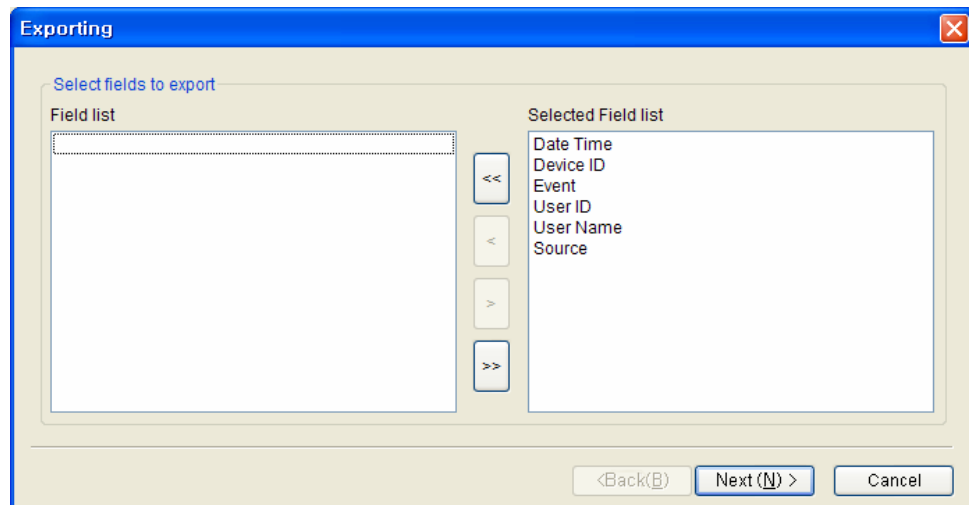 Exporting
Select fields to export
Field list
Selected Field list
Date Time
Device ID
Event
User ID
User Name
Source
<<
<
>
>>
<Back(B)
Next (N) >
Cancel